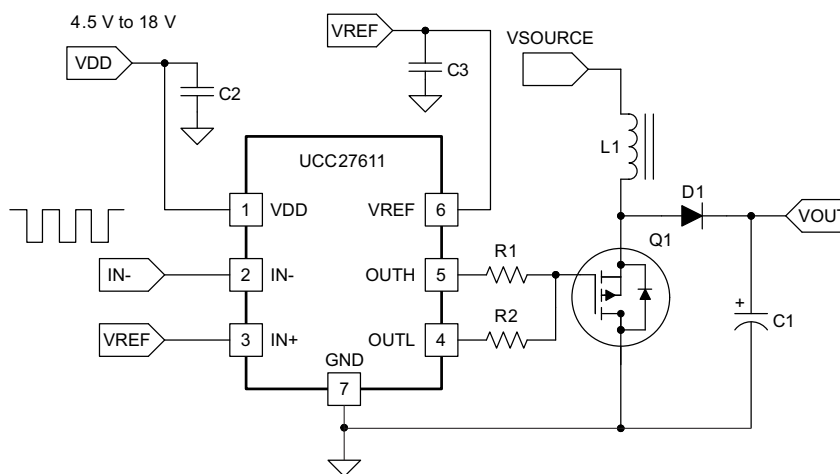 4.5 V to 18 V
VREF
VSOURCE
VDD
C3
C2
UCC27611
L1
D1
1
VDD
VREF
6
VOUT
Q1
R1
IN-
2
IN-
OUTH
5
R2
+
C1
VREF
3
IN+
OUTL
4
GND
7